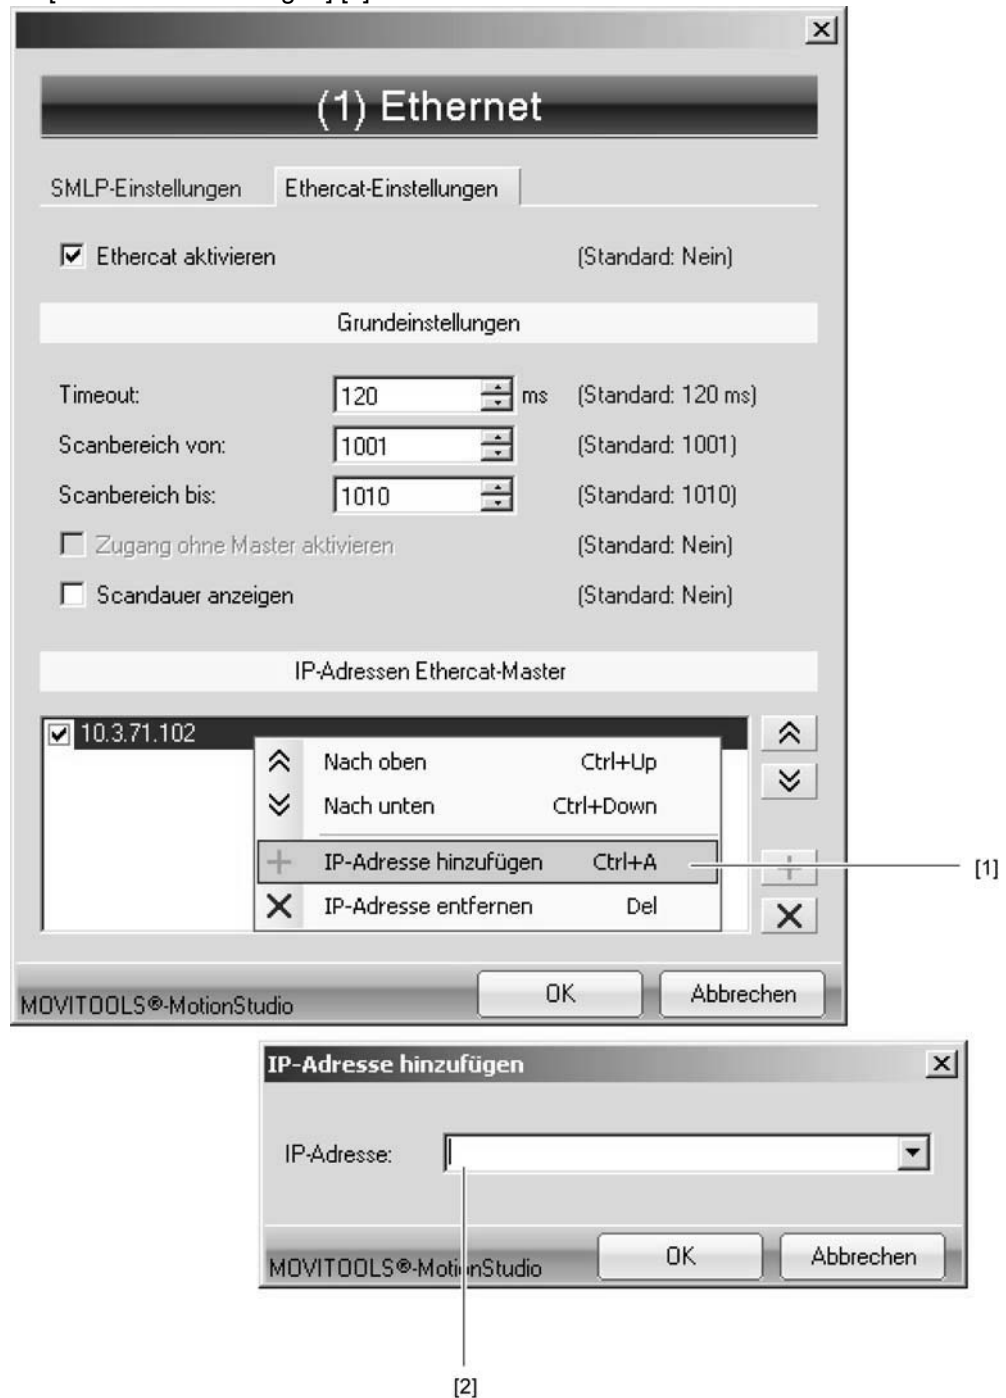 (1) Ethernet
SMLP-Einstellungen Ethercat-Einstellungen
Ethercat aktivieren (Standard: Nein)
Grundeinstellungen
Timeout: 120 ms (Standard: 120 ms)
Scanbereich von: 1001 (Standard: 1001)
Scanbereich bis: 1010 (Standard: 1010)
Zugang ohne Master aktivieren (Standard: Nein)
Scandauer anzeigen (Standard: Nein)
IP-Adressen Ethercat-Master
10.3.71.102
Nach oben Ctrl+Up
Nach unten Ctrl+Down
IP-Adresse hinzufügen Ctrl+A [1]
IP-Adresse entfernen Del
MOVITOOLS®-MotionStudio OK Abbrechen
IP-Adresse hinzufügen
IP-Adresse:
MOVITOOLS®-MotionStudio OK Abbrechen
[2]